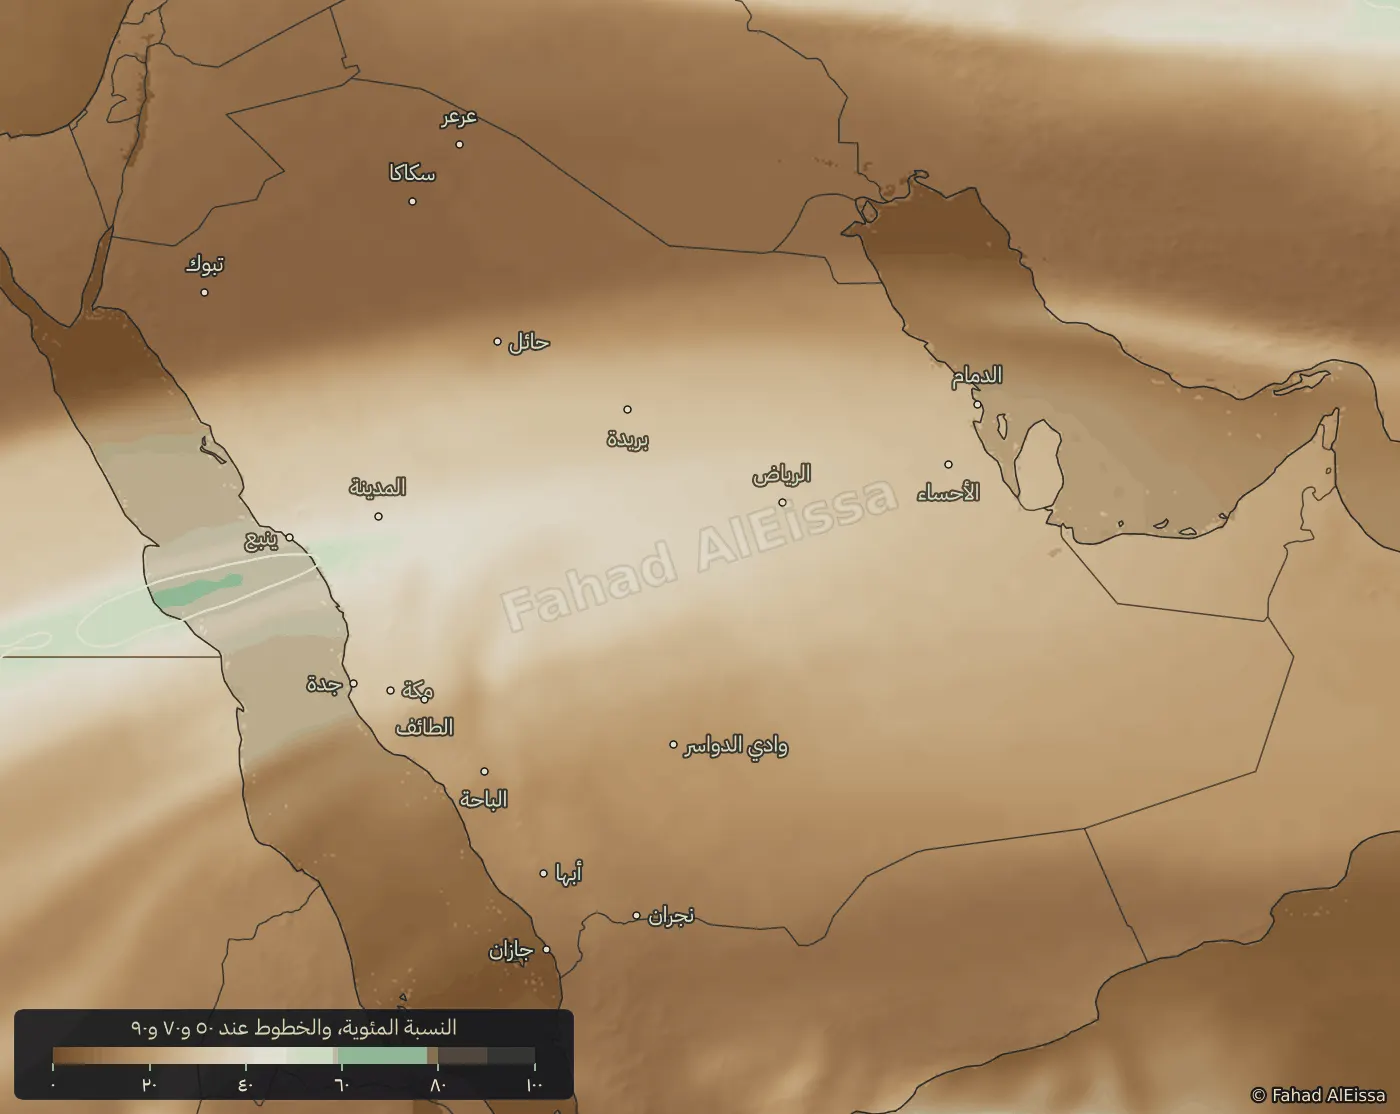 عرعر
سكاكا
تبوك
حائل
الدمام
بريدة
الرياض
المدينة
الأحساء
ينبع
Fahad AlEissa
جدة
مكة
الطائف
وادي الدواسر
الباحة
أبها
نجران
جازان
النسبة المئوية، والخطوط عند ٥٠ و٧٠ و٩٠
٠ ٢٠ ٤٠ ٦٠ ٨٠ ١٠٠
© Fahad AlEissa